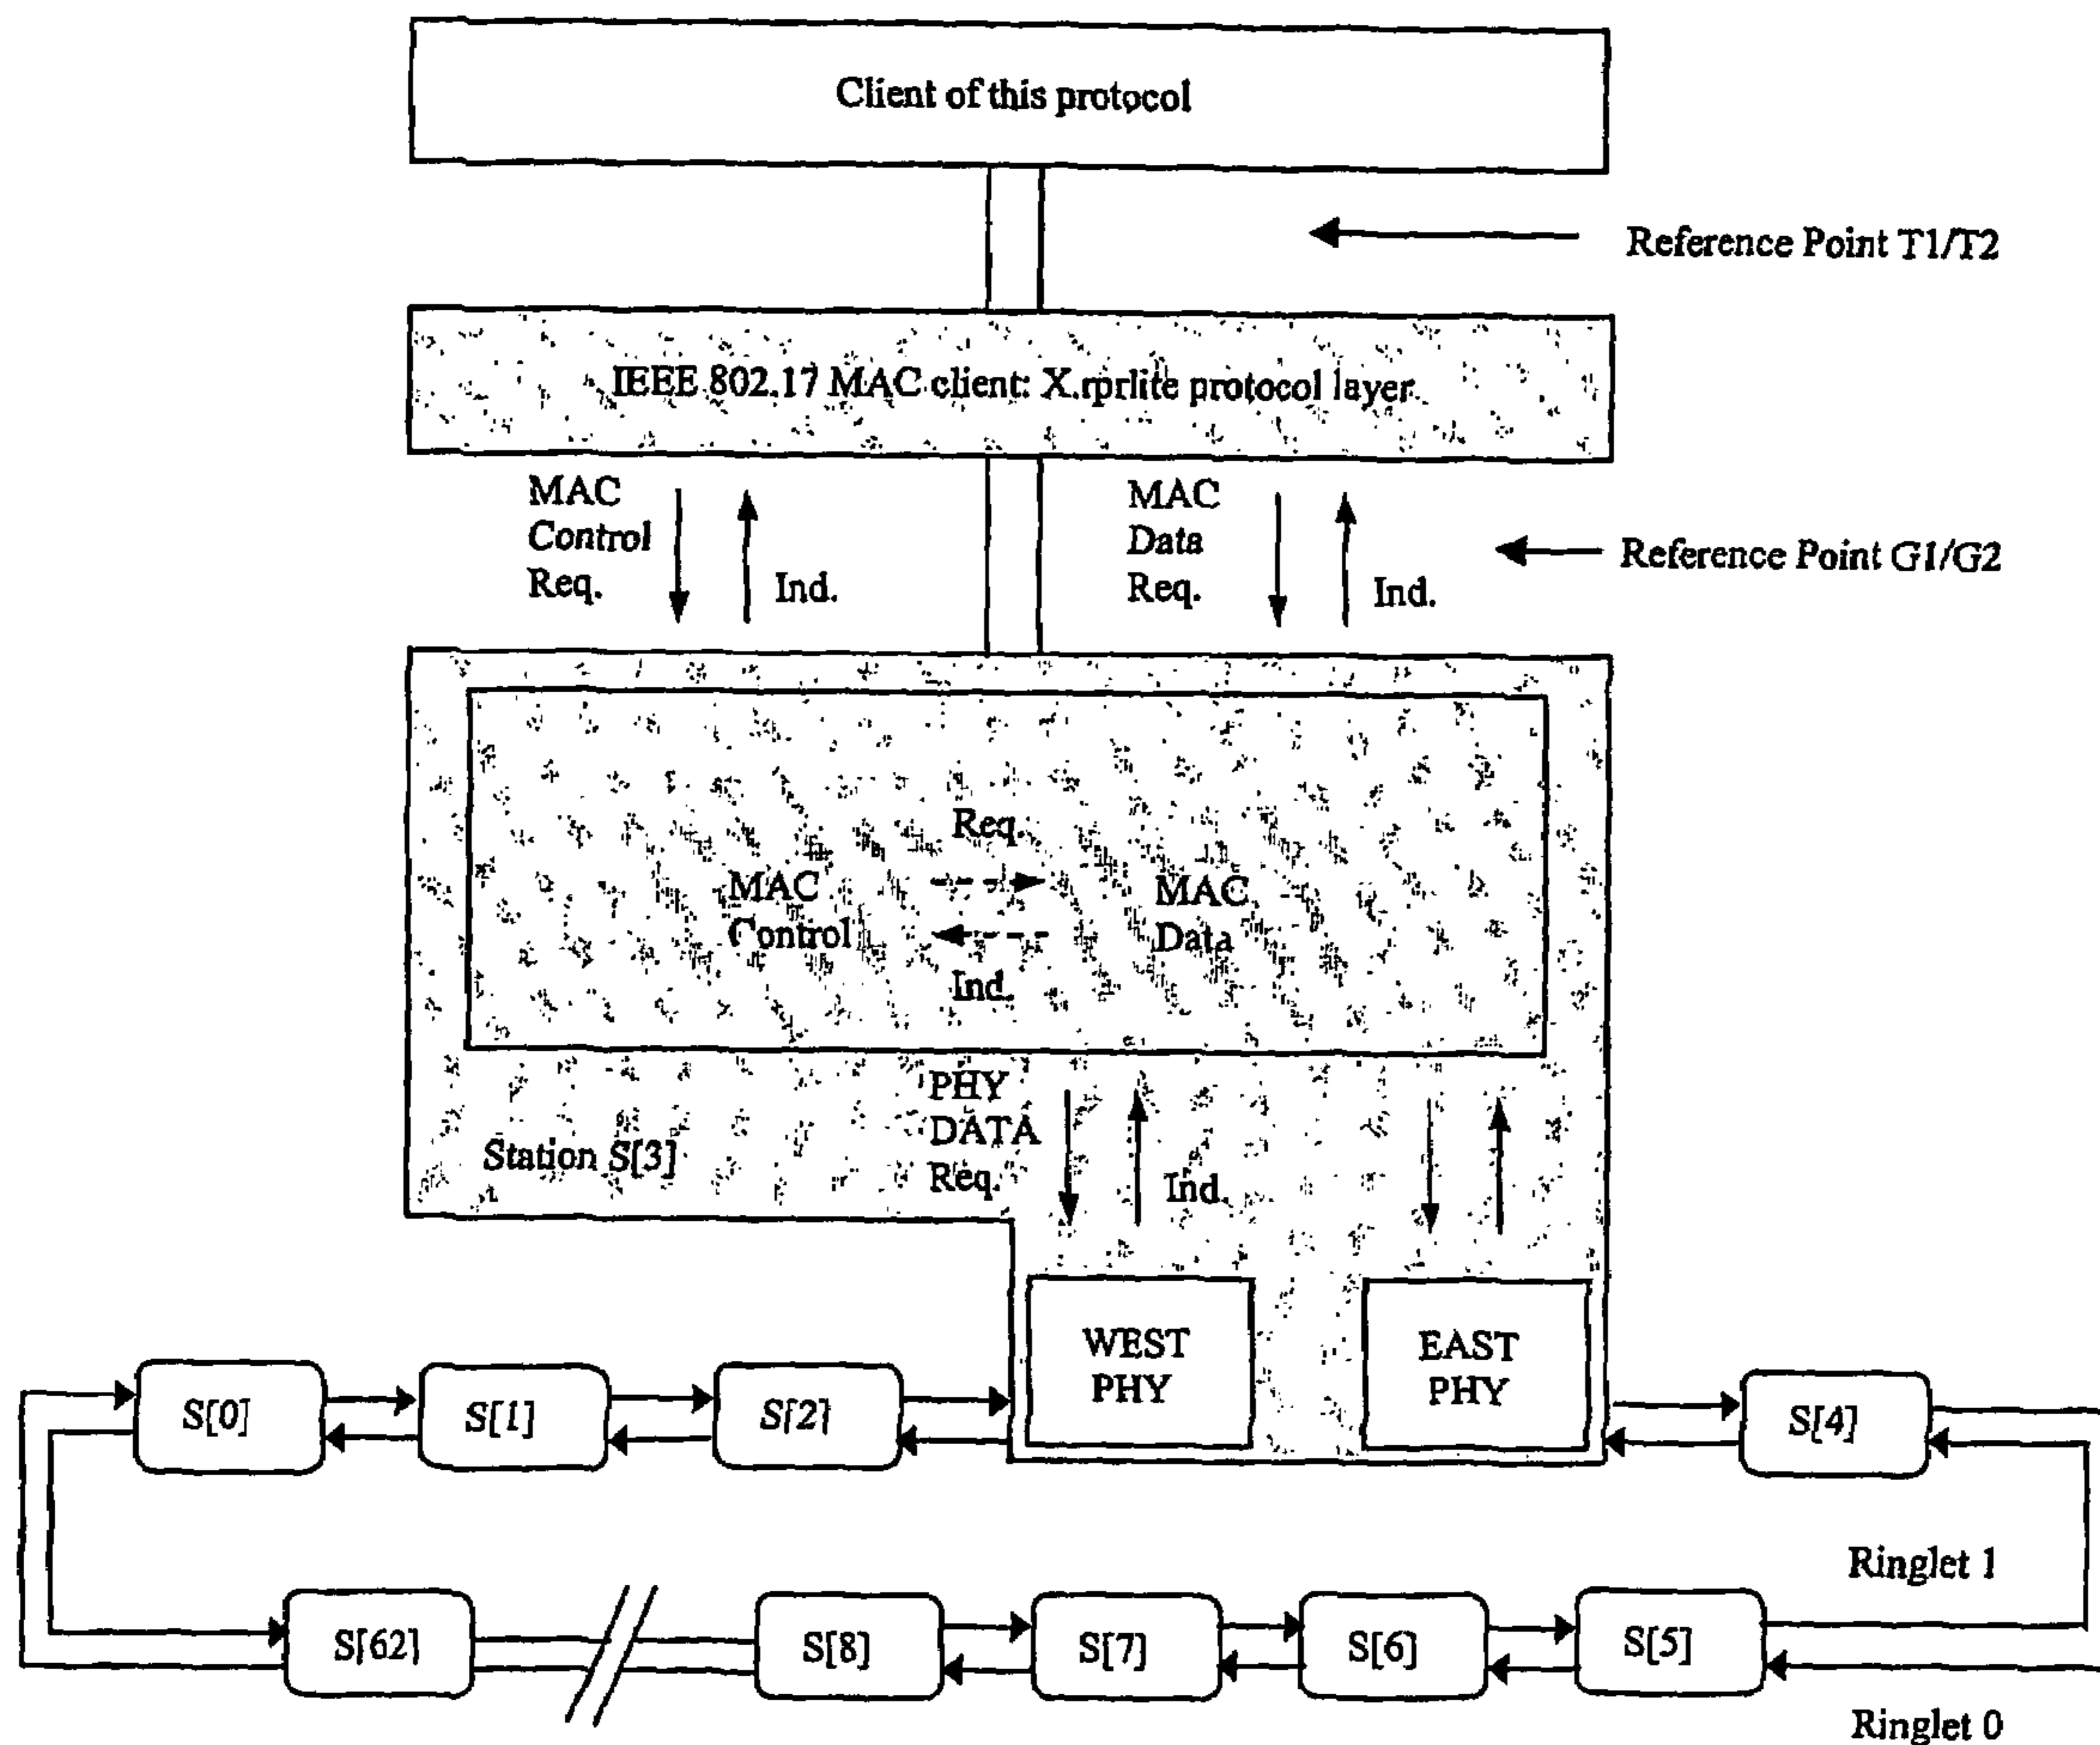 Client of this protocol
Reference Point T1/T2
IEEE 802.17 MAC client: X.rprlite protocol layer
MAC
Control
Req.
Ind.
MAC
Data
Req.
Ind.
Reference Point G1/G2
Req.
MAC
Control
MAC
Data
Ind.
PHY
DATA
Req.
Ind.
Station S[3]
WEST
PHY
EAST
PHY
S[0]
S[1]
S[2]
S[4]
Ringlet 1
S[62]
S[8]
S[7]
S[6]
S[5]
Ringlet 0